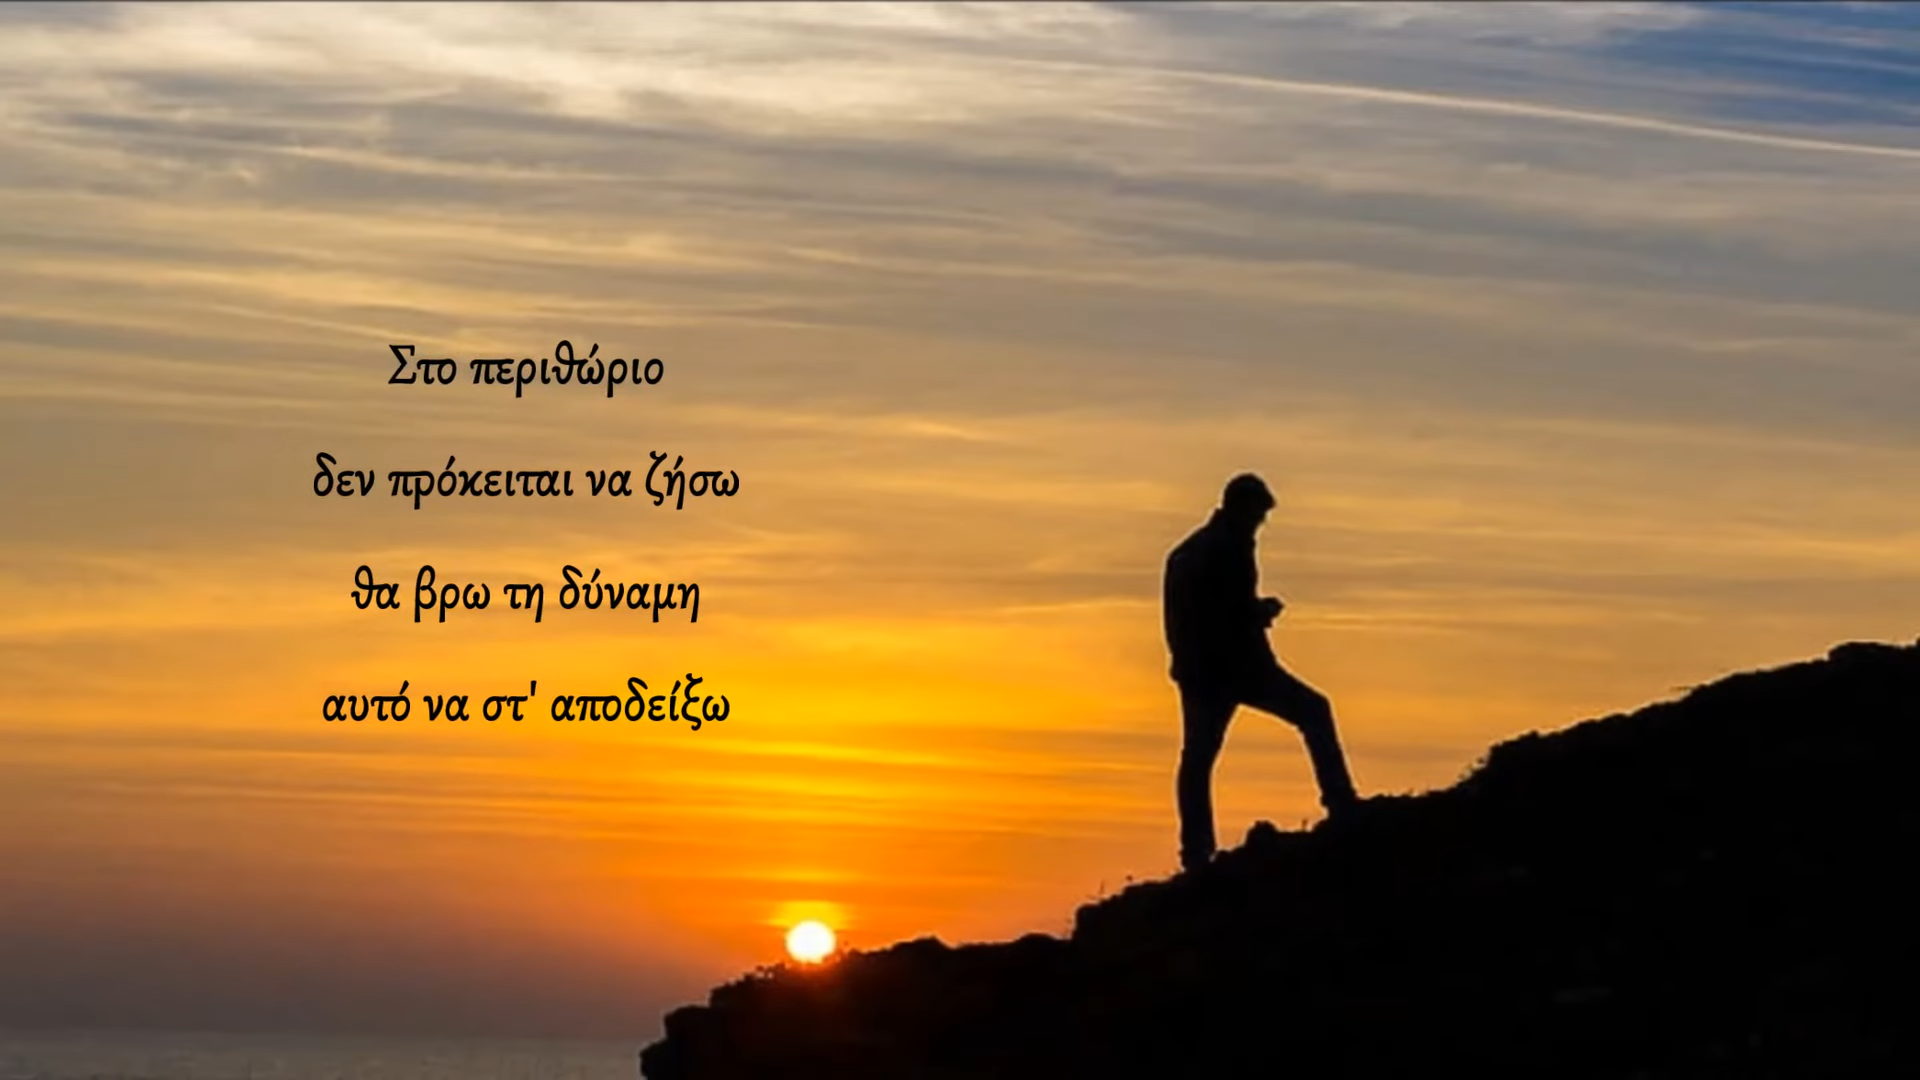 Στο περιθώριο
δεν πρόκειται να ζήσω
θα βρω τη δύναμη
αυτό να στ' αποδείξω